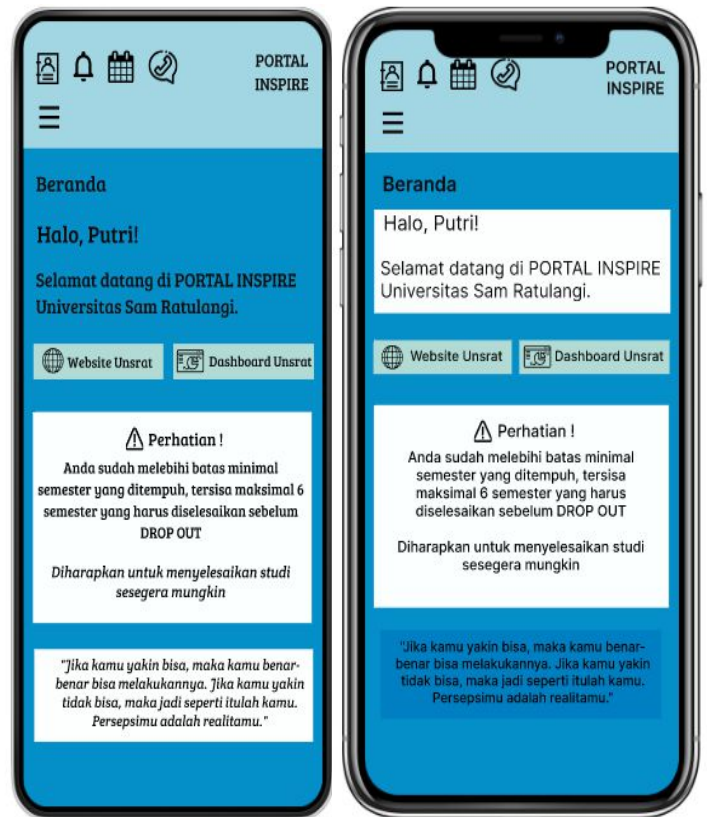 PORTAL
INSPIRE
Beranda
Halo, Putri!
Selamat datang di PORTAL INSPIRE
Universitas Sam Ratulangi.
Website Unsrat
Dashboard Unsrat
Perhatian !
Anda sudah melebihi batas minimal
semester yang ditempuh, tersisa maksimal 6
semester yang harus diselesaikan sebelum
DROP OUT
Diharapkan untuk menyelesaikan studi
sesegera mungkin
"Jika kamu yakin bisa, maka kamu benar-
benar bisa melakukannya. Jika kamu yakin
tidak bisa, maka jadi seperti itulah kamu.
Persepsimu adalah realitamu."
PORTAL
INSPIRE
Beranda
Halo, Putri!
Selamat datang di PORTAL INSPIRE
Universitas Sam Ratulangi.
Website Unsrat
Dashboard Unsrat
Perhatian !
Anda sudah melebihi batas minimal
semester yang ditempuh, tersisa
maksimal 6 semester yang harus
diselesaikan sebelum DROP OUT
Diharapkan untuk menyelesaikan studi
sesegera mungkin
"Jika kamu yakin bisa, maka kamu benar-
benar bisa melakukannya. Jika kamu yakin
tidak bisa, maka jadi seperti itulah kamu.
Persepsimu adalah realitamu."